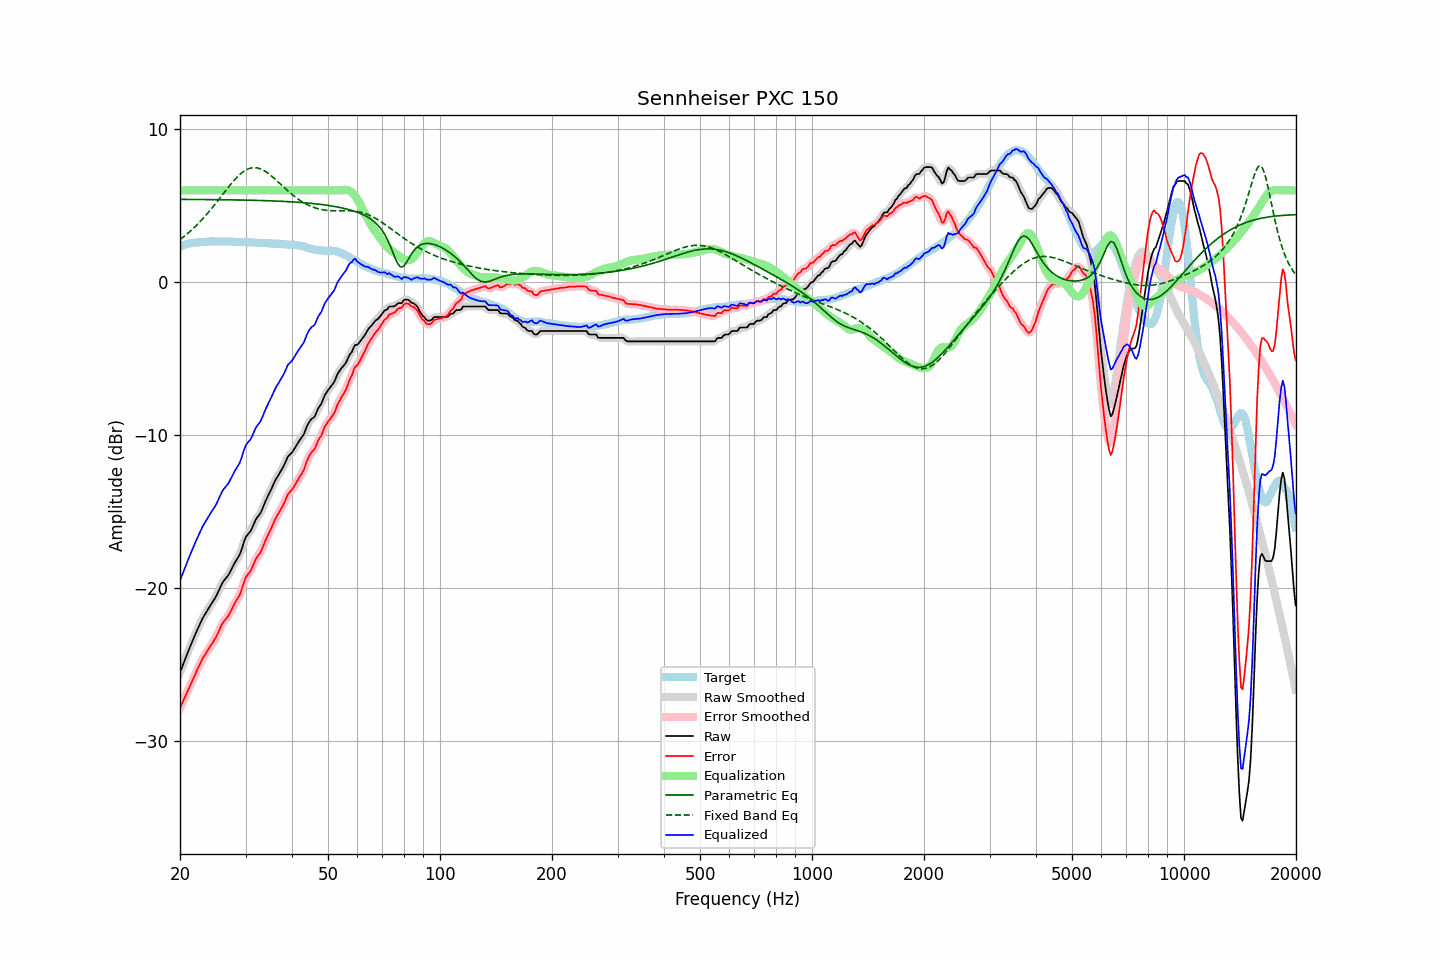 Sennheiser PXC 150
10
0
−10
−20
−30
Amplitude (dBr)
Target
Raw Smoothed
Error Smoothed
Raw
Error
Equalization
Parametric Eq
Fixed Band Eq
Equalized
20 50 100 200 500 1000 2000 5000 10000 20000
Frequency (Hz)